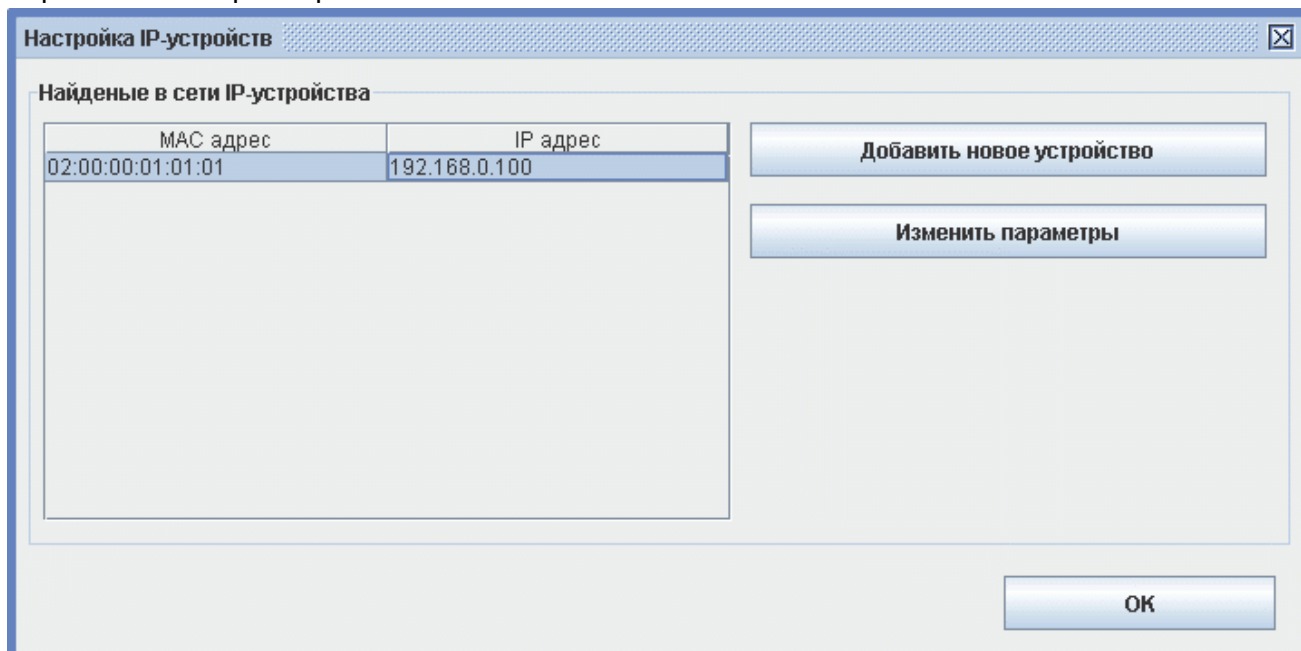 Настройка IP-устройств
Найденые в сети IP-устройства
MAC адрес IP адрес
02:00:00:01:01:01 192.168.0.100
Добавить новое устройство
Изменить параметры
OK